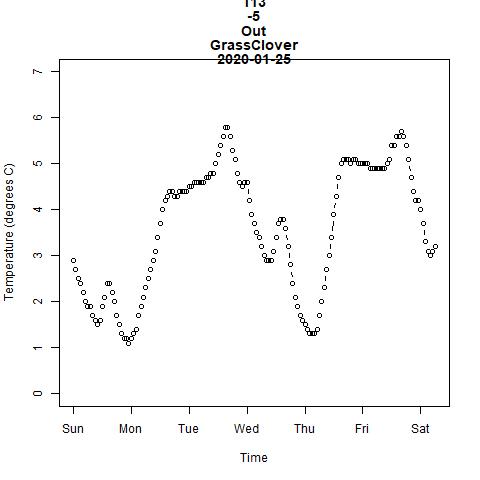 113
-5
Out
GrassClover
2020-01-25
Temperature (degrees C)
7
6
5
4
3
2
1
0
Sun Mon Tue Wed Thu Fri Sat
Time